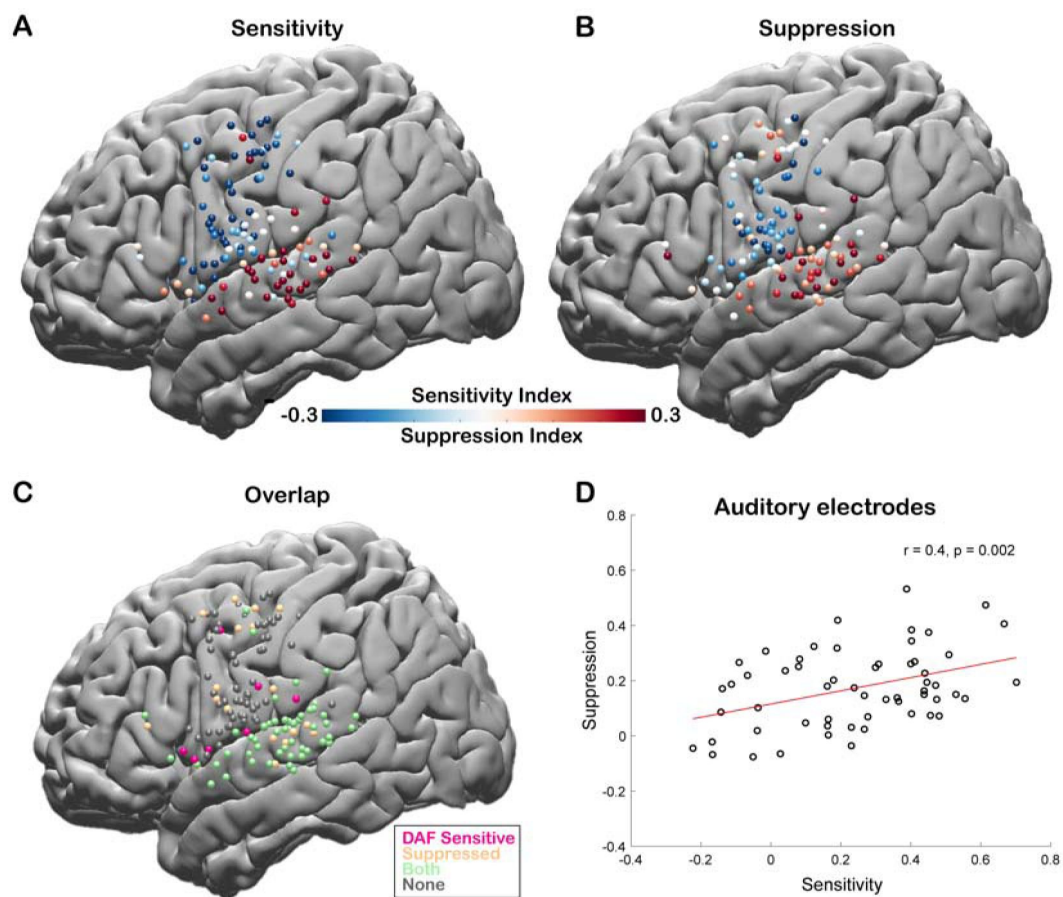 A
Sensitivity
B
Suppression
Sensitivity Index
-0.3
0.3
Suppression Index
C
Overlap
DAF Sensitive
Suppressed
Both
None
D
Auditory electrodes
r = 0.4, p = 0.002
0.8
0.6
0.4
0.2
0
-0.2
-0.4
Suppression
-0.4
-0.2
0
0.2
0.4
0.6
0.8
Sensitivity